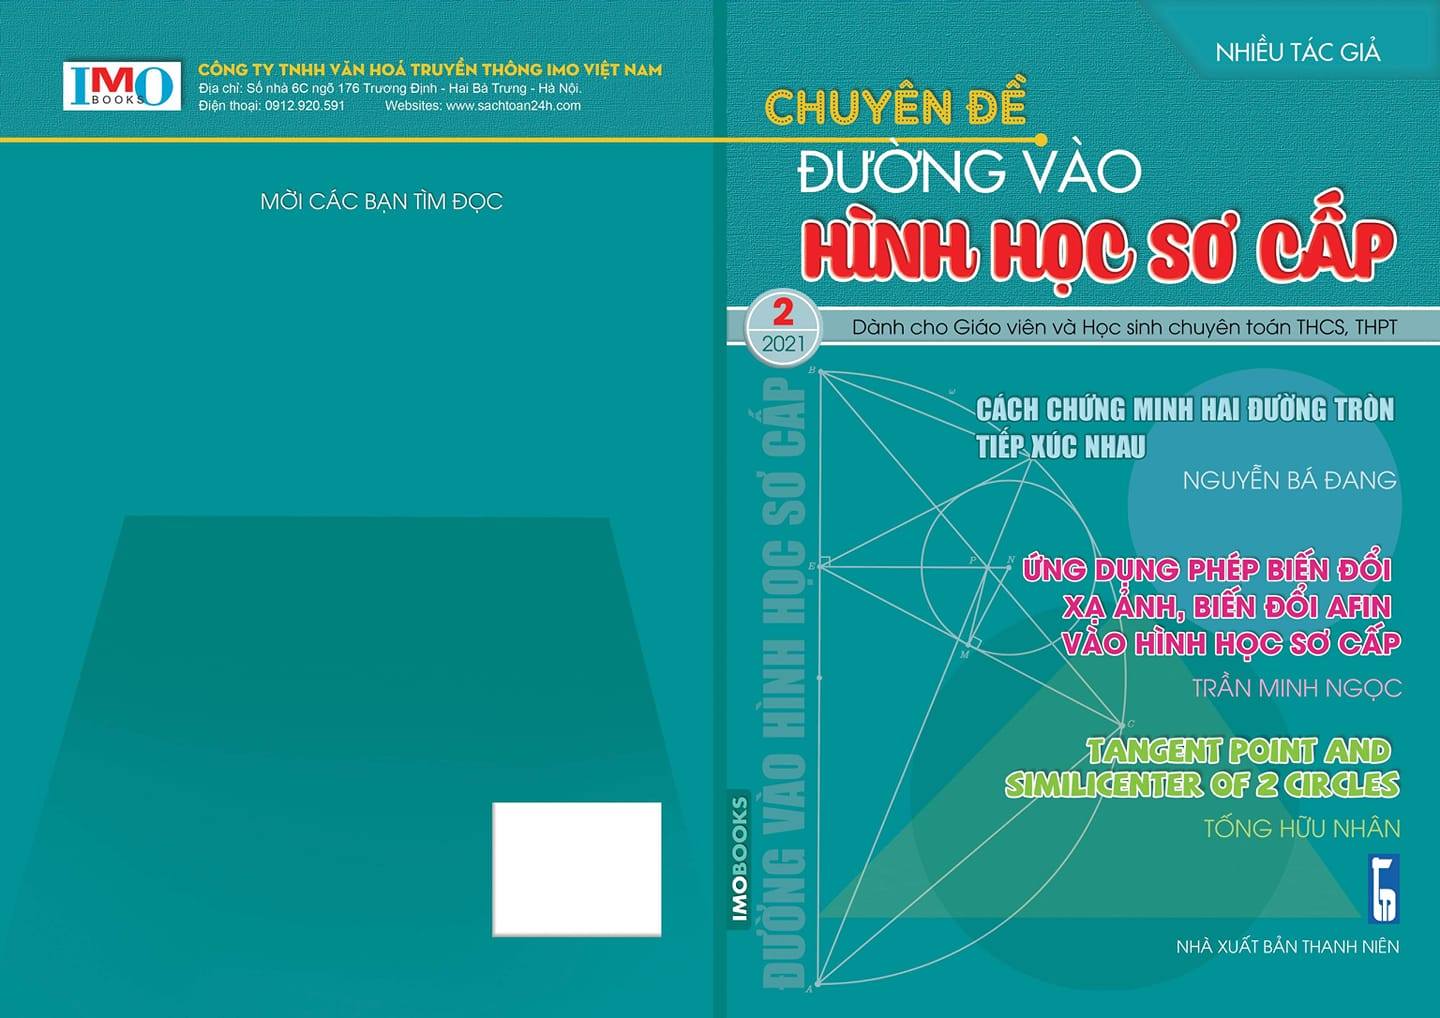 IMO
BOOKS
CÔNG TY TNHH VĂN HOÁ TRUYỀN THÔNG IMO VIỆT NAM
Địa chỉ: Số nhà 6C ngõ 176 Trương Định - Hai Bà Trưng - Hà Nội.
Điện thoại: 0912.920.591 Websites: www.sachtoan24h.com
MỜI CÁC BẠN TÌM ĐỌC
IMOBOOKS
NHIỀU TÁC GIẢ
CHUYÊN ĐỀ
ĐƯỜNG VÀO
HÌNH HỌC SƠ CẤP
2
2021
Dành cho Giáo viên và Học sinh chuyên toán THCS, THPT
ĐƯỜNG VÀO HÌNH HỌC SƠ CẤP
B
ω
CÁCH CHỨNG MINH HAI ĐƯỜNG TRÒN
TIẾP XÚC NHAU
NGUYỄN BÁ ĐANG
E
P
N
M
C
A
ỨNG DỤNG PHÉP BIẾN ĐỔI
XẠ ẢNH, BIẾN ĐỔI AFIN
VÀO HÌNH HỌC SƠ CẤP
TRẦN MINH NGỌC
TANGENT POINT AND
SIMILICENTER OF 2 CIRCLES
TỐNG HỮU NHÂN
NHÀ XUẤT BẢN THANH NIÊN